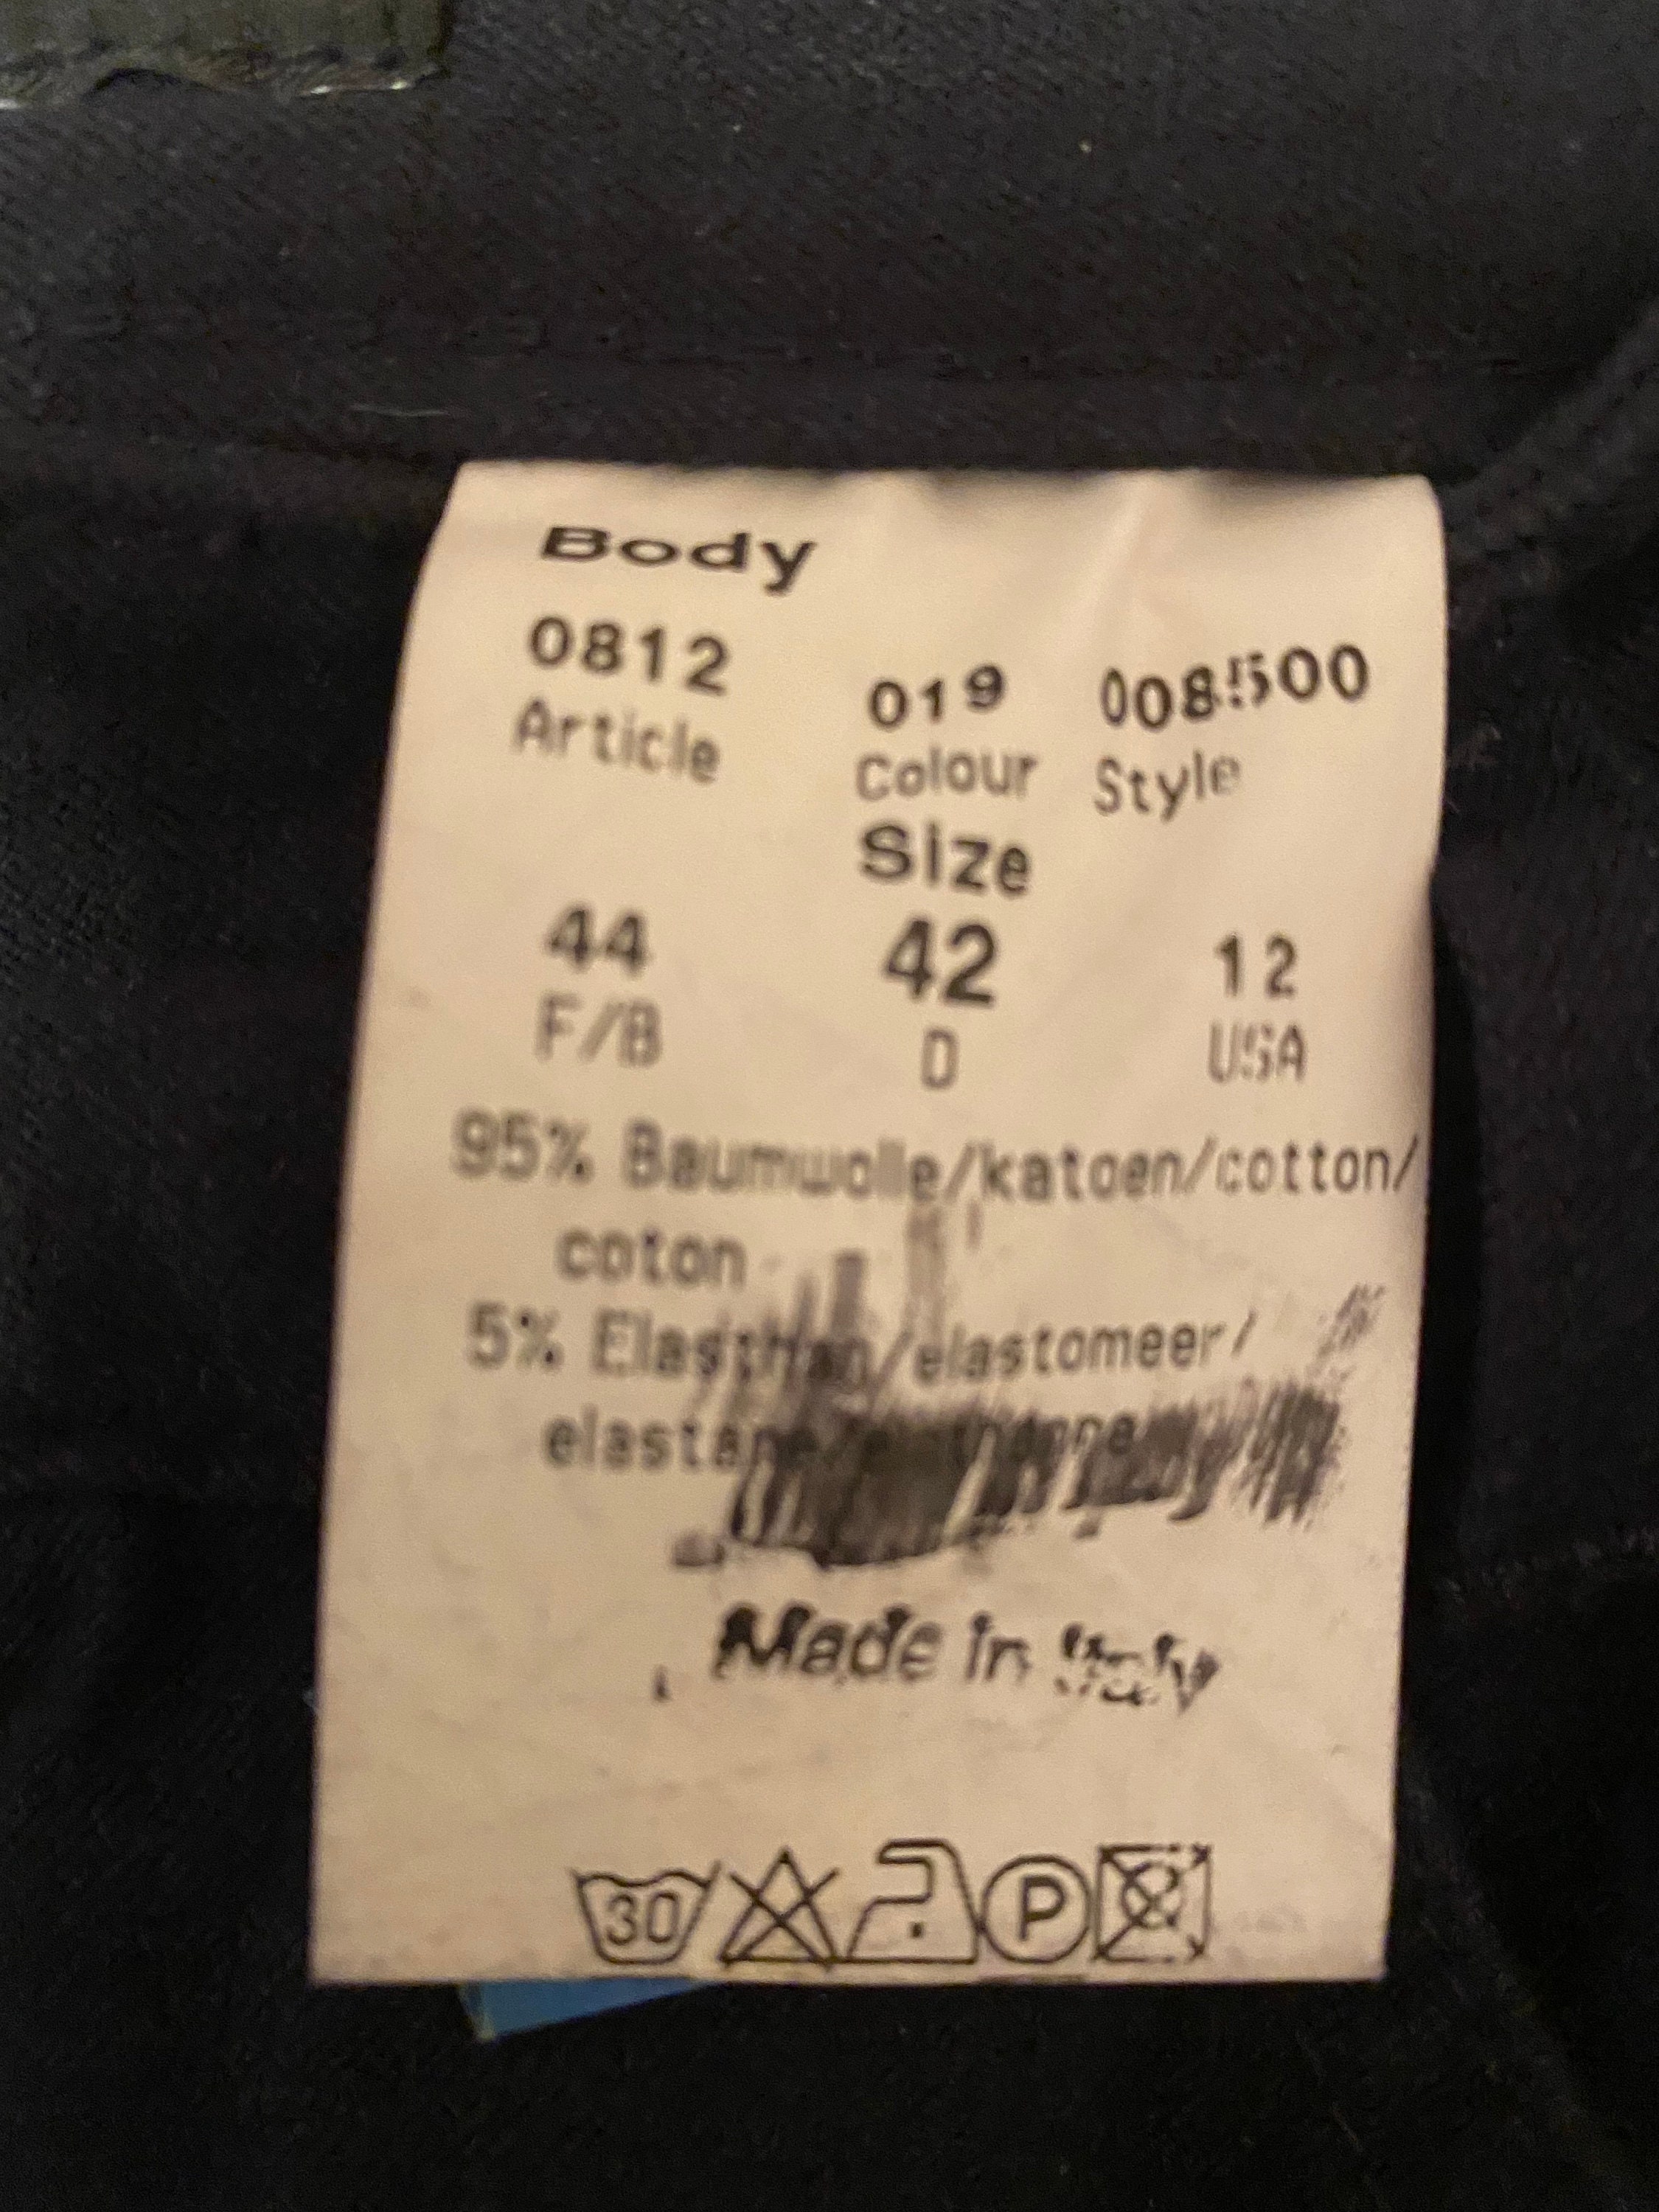 Body
0812 019 008500
Article Colour Style
Size
44 42 12
F/B D USA
95% Baumwolle/katoen/cotton/
coton
5% Elasthan/elastomeer/
elastane/
Made in Italy
30 P